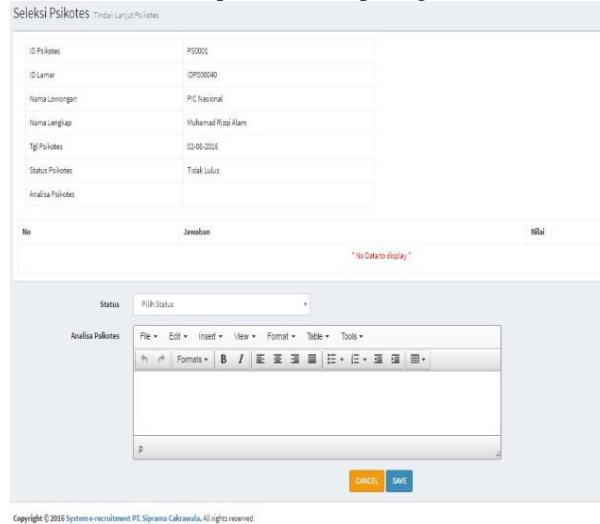 Seleksi Psikotes Tindak Lanjut Psikotes
ID Psikotes PS0001
ID Lamar IDP000040
Nama Lowongan PIC Nasional
Nama Lengkap Muhamad Rizqi Alam
Tgl Psikotes 02-08-2016
Status Psikotes Tidak Lulus
Analisa Psikotes
No Jawaban Nilai
* No Data to display *
Status Pilih Status
Analisa Psikotes File Edit Insert View Format Table Tools
Formats B I
p
CANCEL SAVE
Copyright © 2016 System e-recruitment PT. Siprama Cakrawala. All rights reserved.